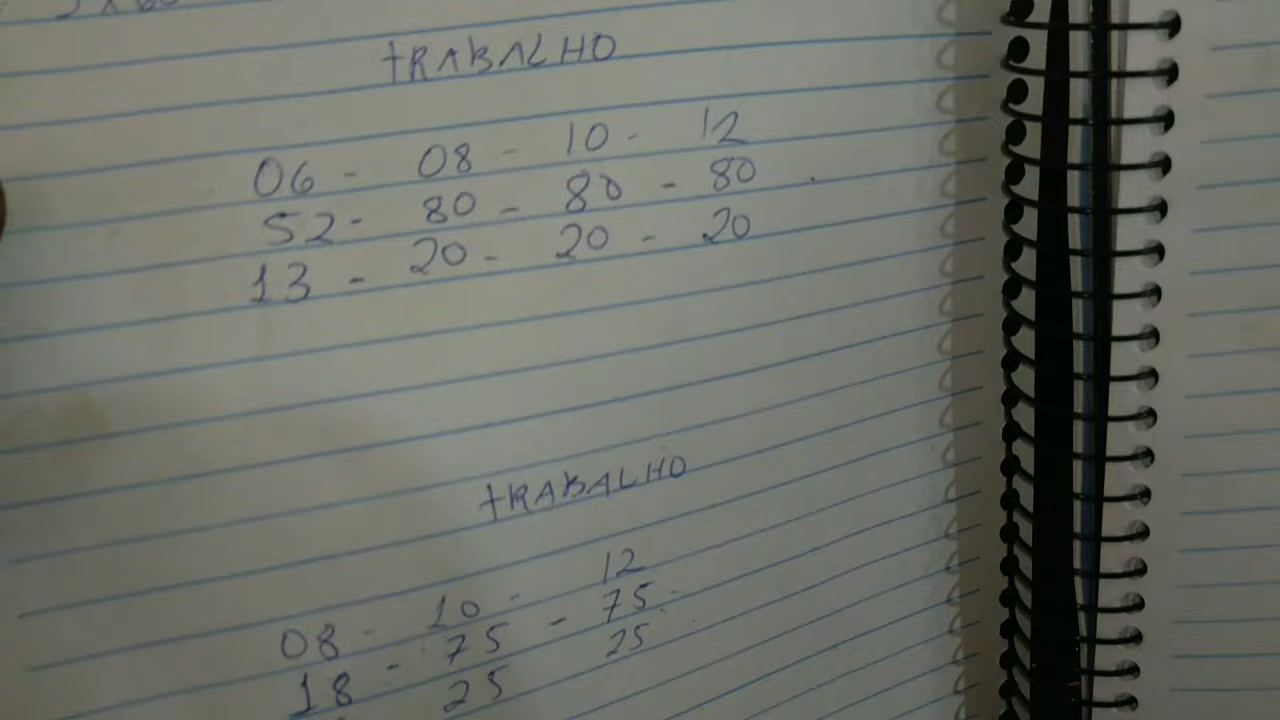 TRABALHO
06 - 08 - 10 - 12
52 - 80 - 80 - 80
13 - 20 - 20 - 20
TRABALHO
08 - 10 - 12
18 - 75 - 75
25 25